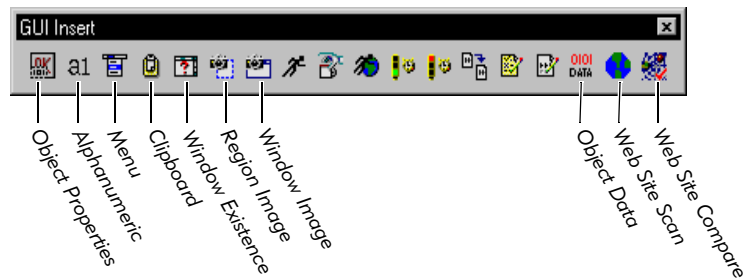 GUI Insert
OK
a1
?
0101
DATA
Object Properties
Alphanumeric
Menu
Clipboard
Window Existence
Region Image
Window Image
Object Data
Web Site Scan
Web Site Compare